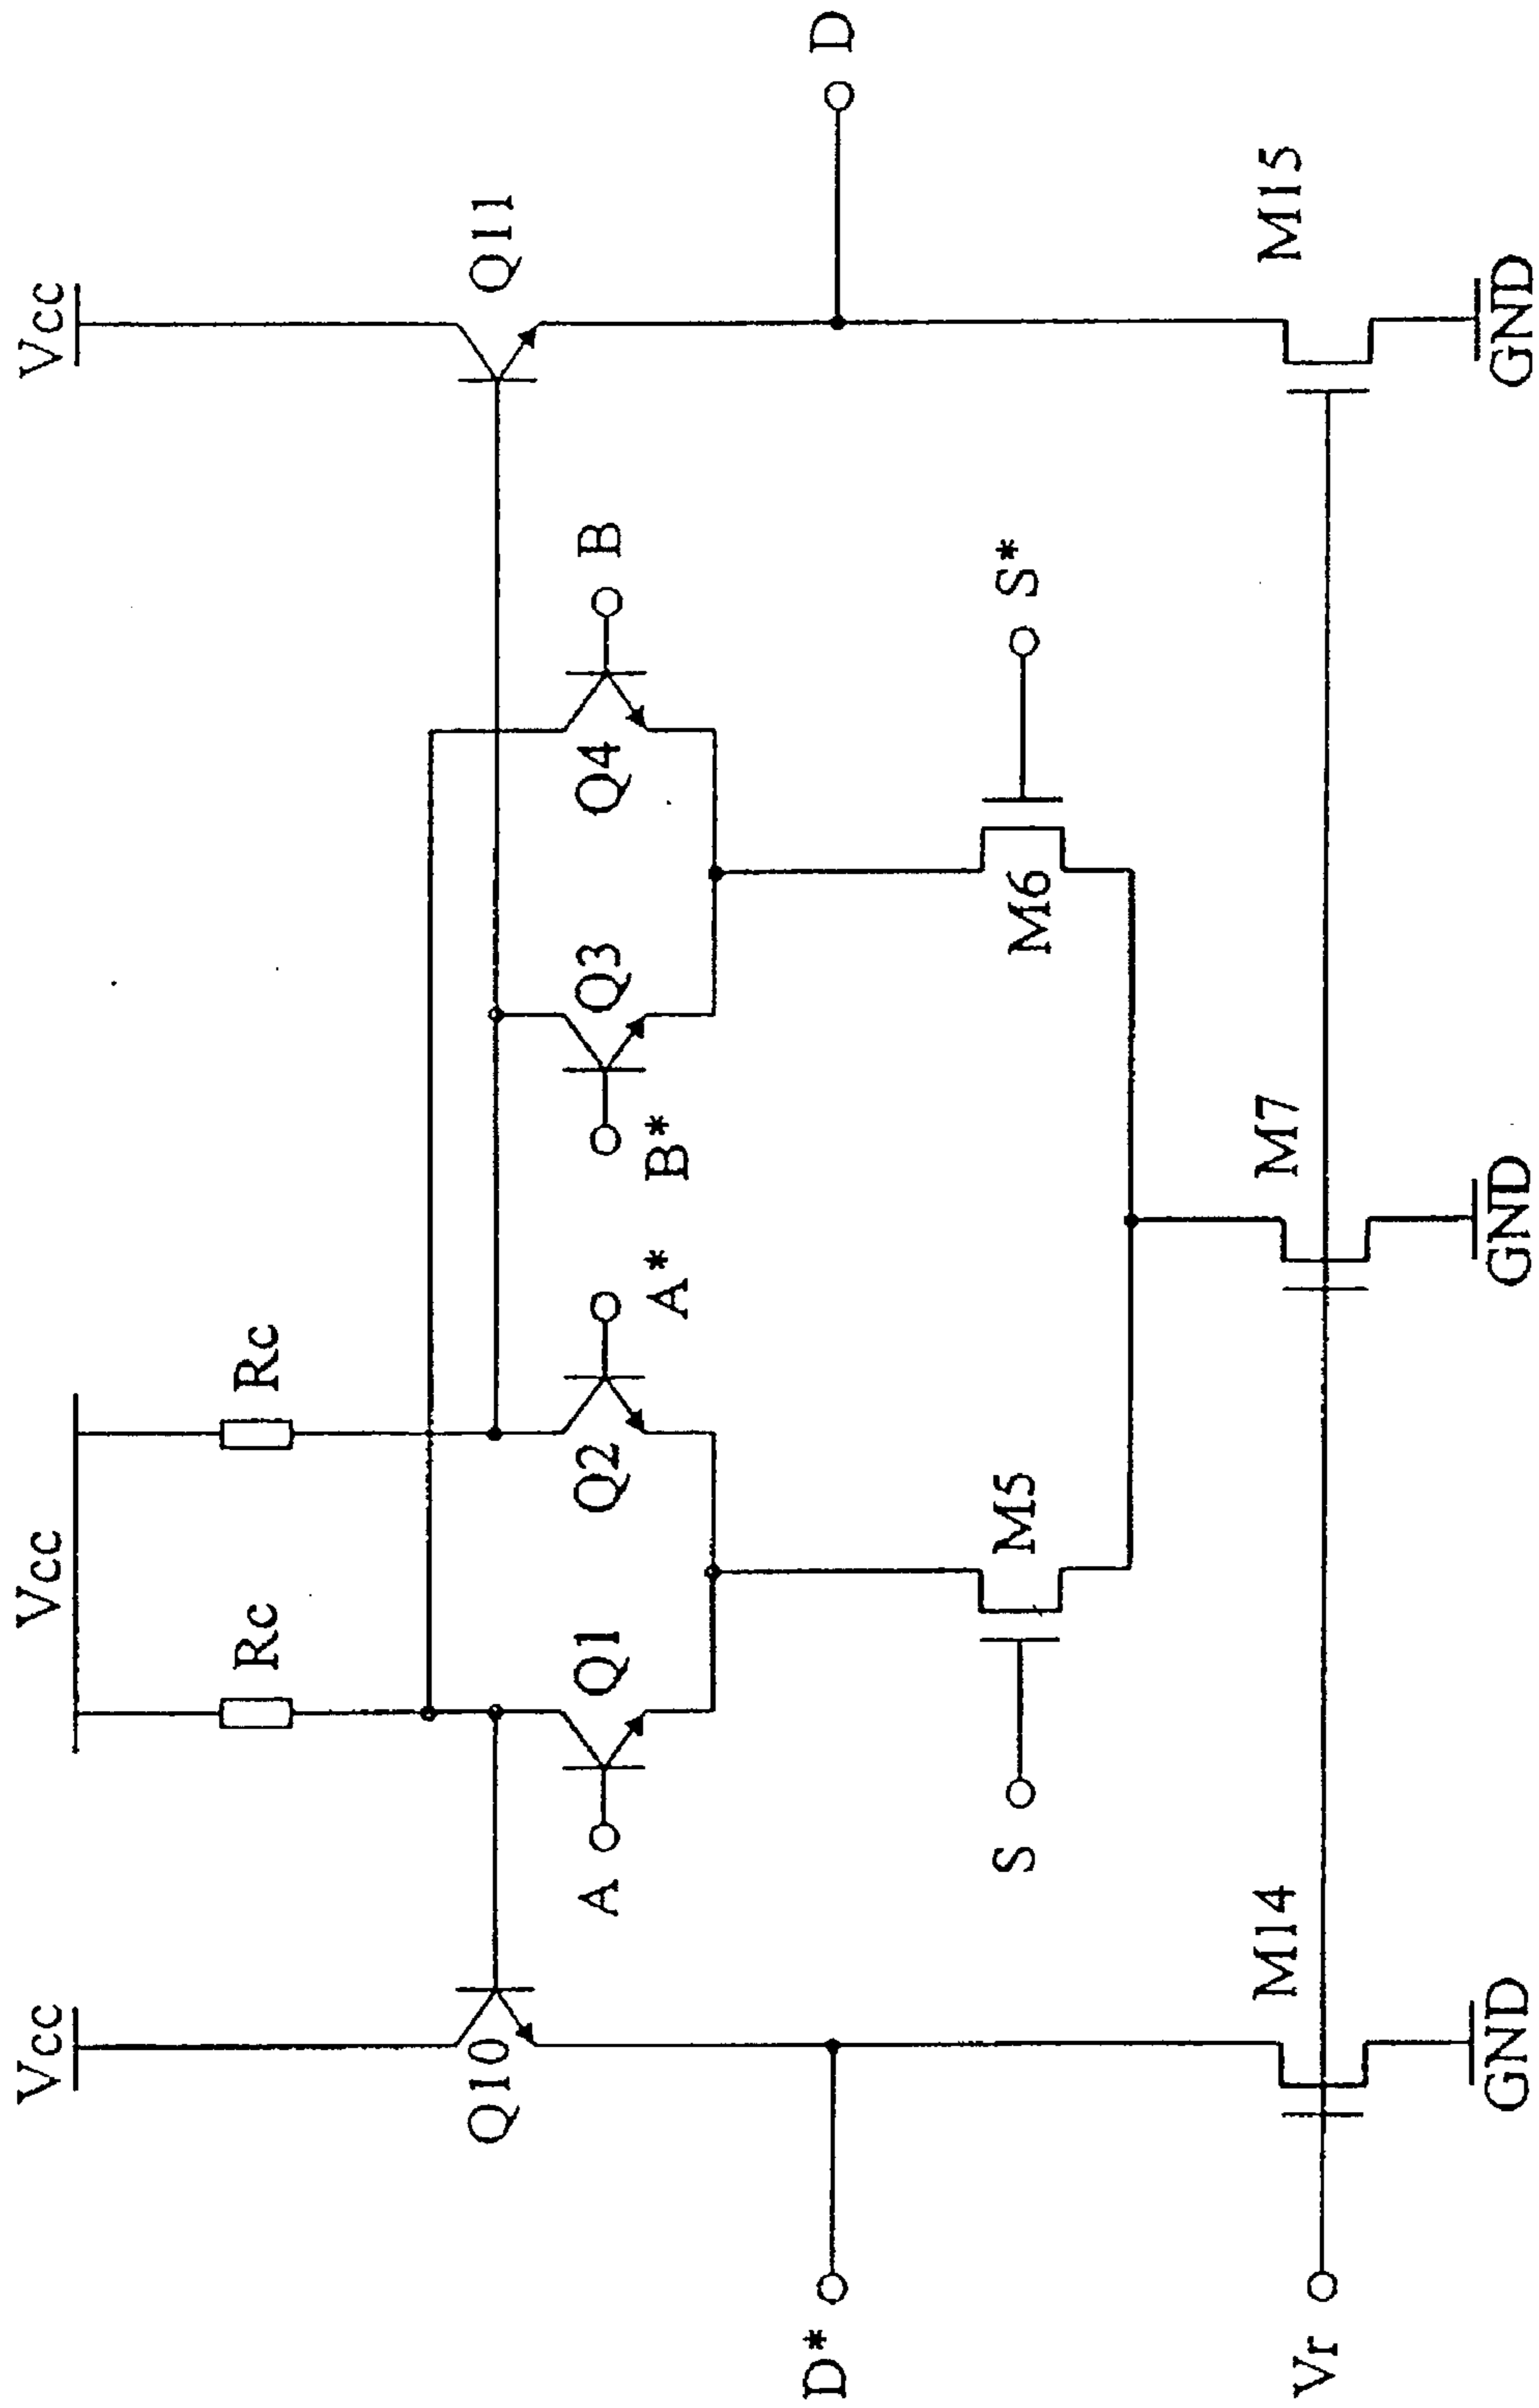 Vcc
Vcc
Vcc
Rc
Rc
Q10
Q11
A
Q1
Q2
A*
B*
Q3
Q4
B
D*
D
S
M5
M6
S*
Vr
M14
M7
M15
GND
GND
GND